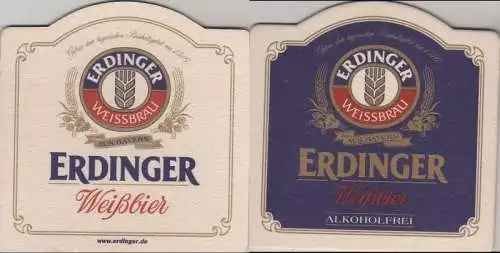 ERDINGER
WEISSBRÄU
AUS BAYERN
ERDINGER
Weißbier
www.erdinger.de
ERDINGER
WEISSBRÄU
AUS BAYERN
ERDINGER
Weißbier
ALKOHOLFREI